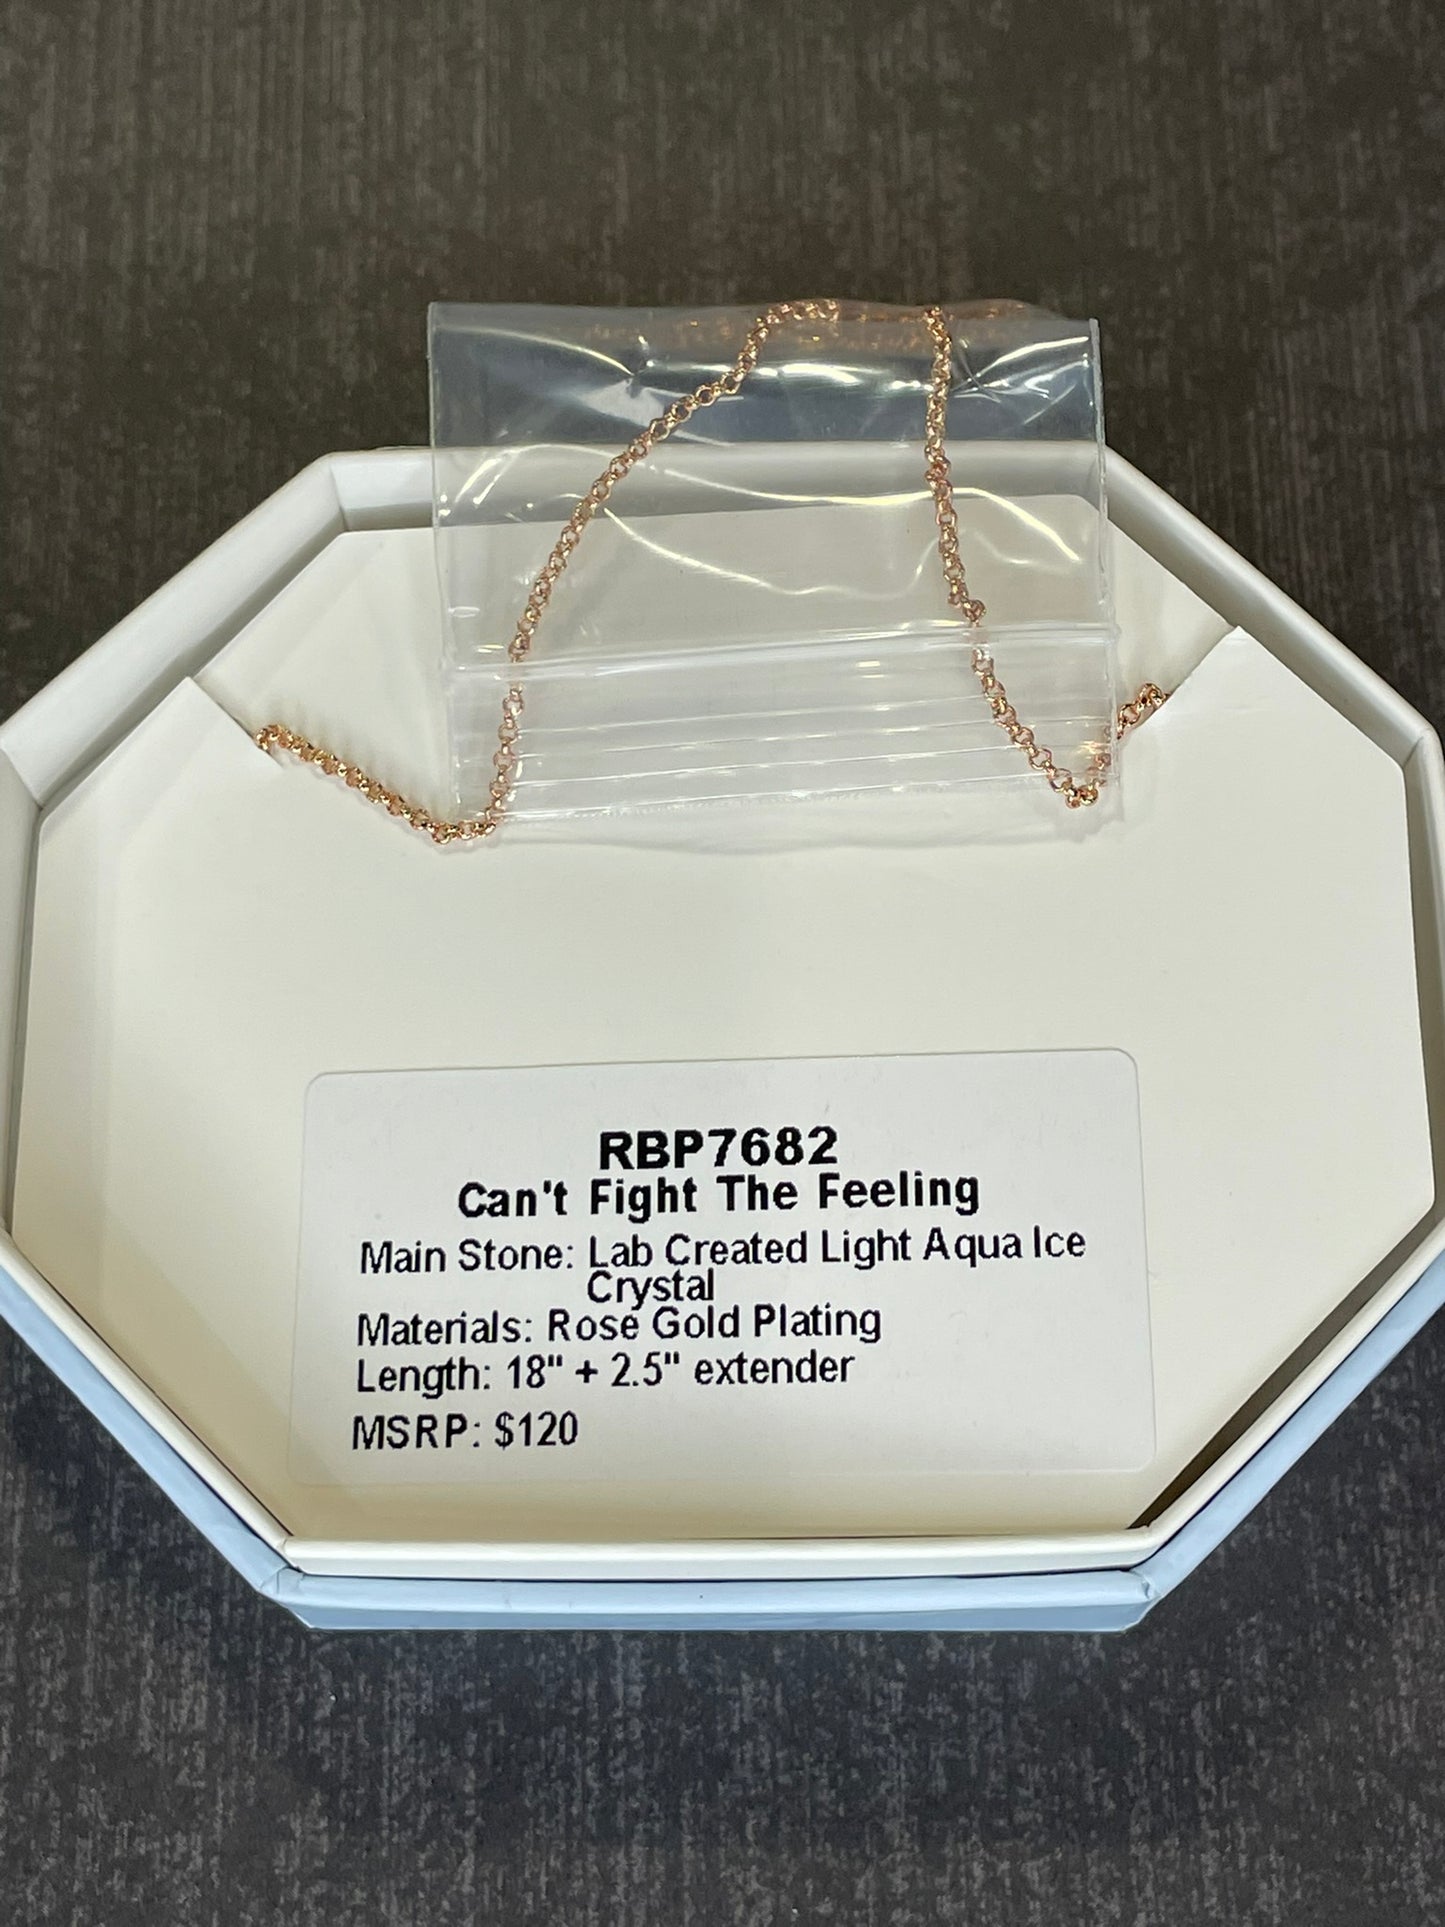 RBP7682
Can't Fight The Feeling
Main Stone: Lab Created Light Aqua Ice
Crystal
Materials: Rose Gold Plating
Length: 18" + 2.5" extender
MSRP: $120